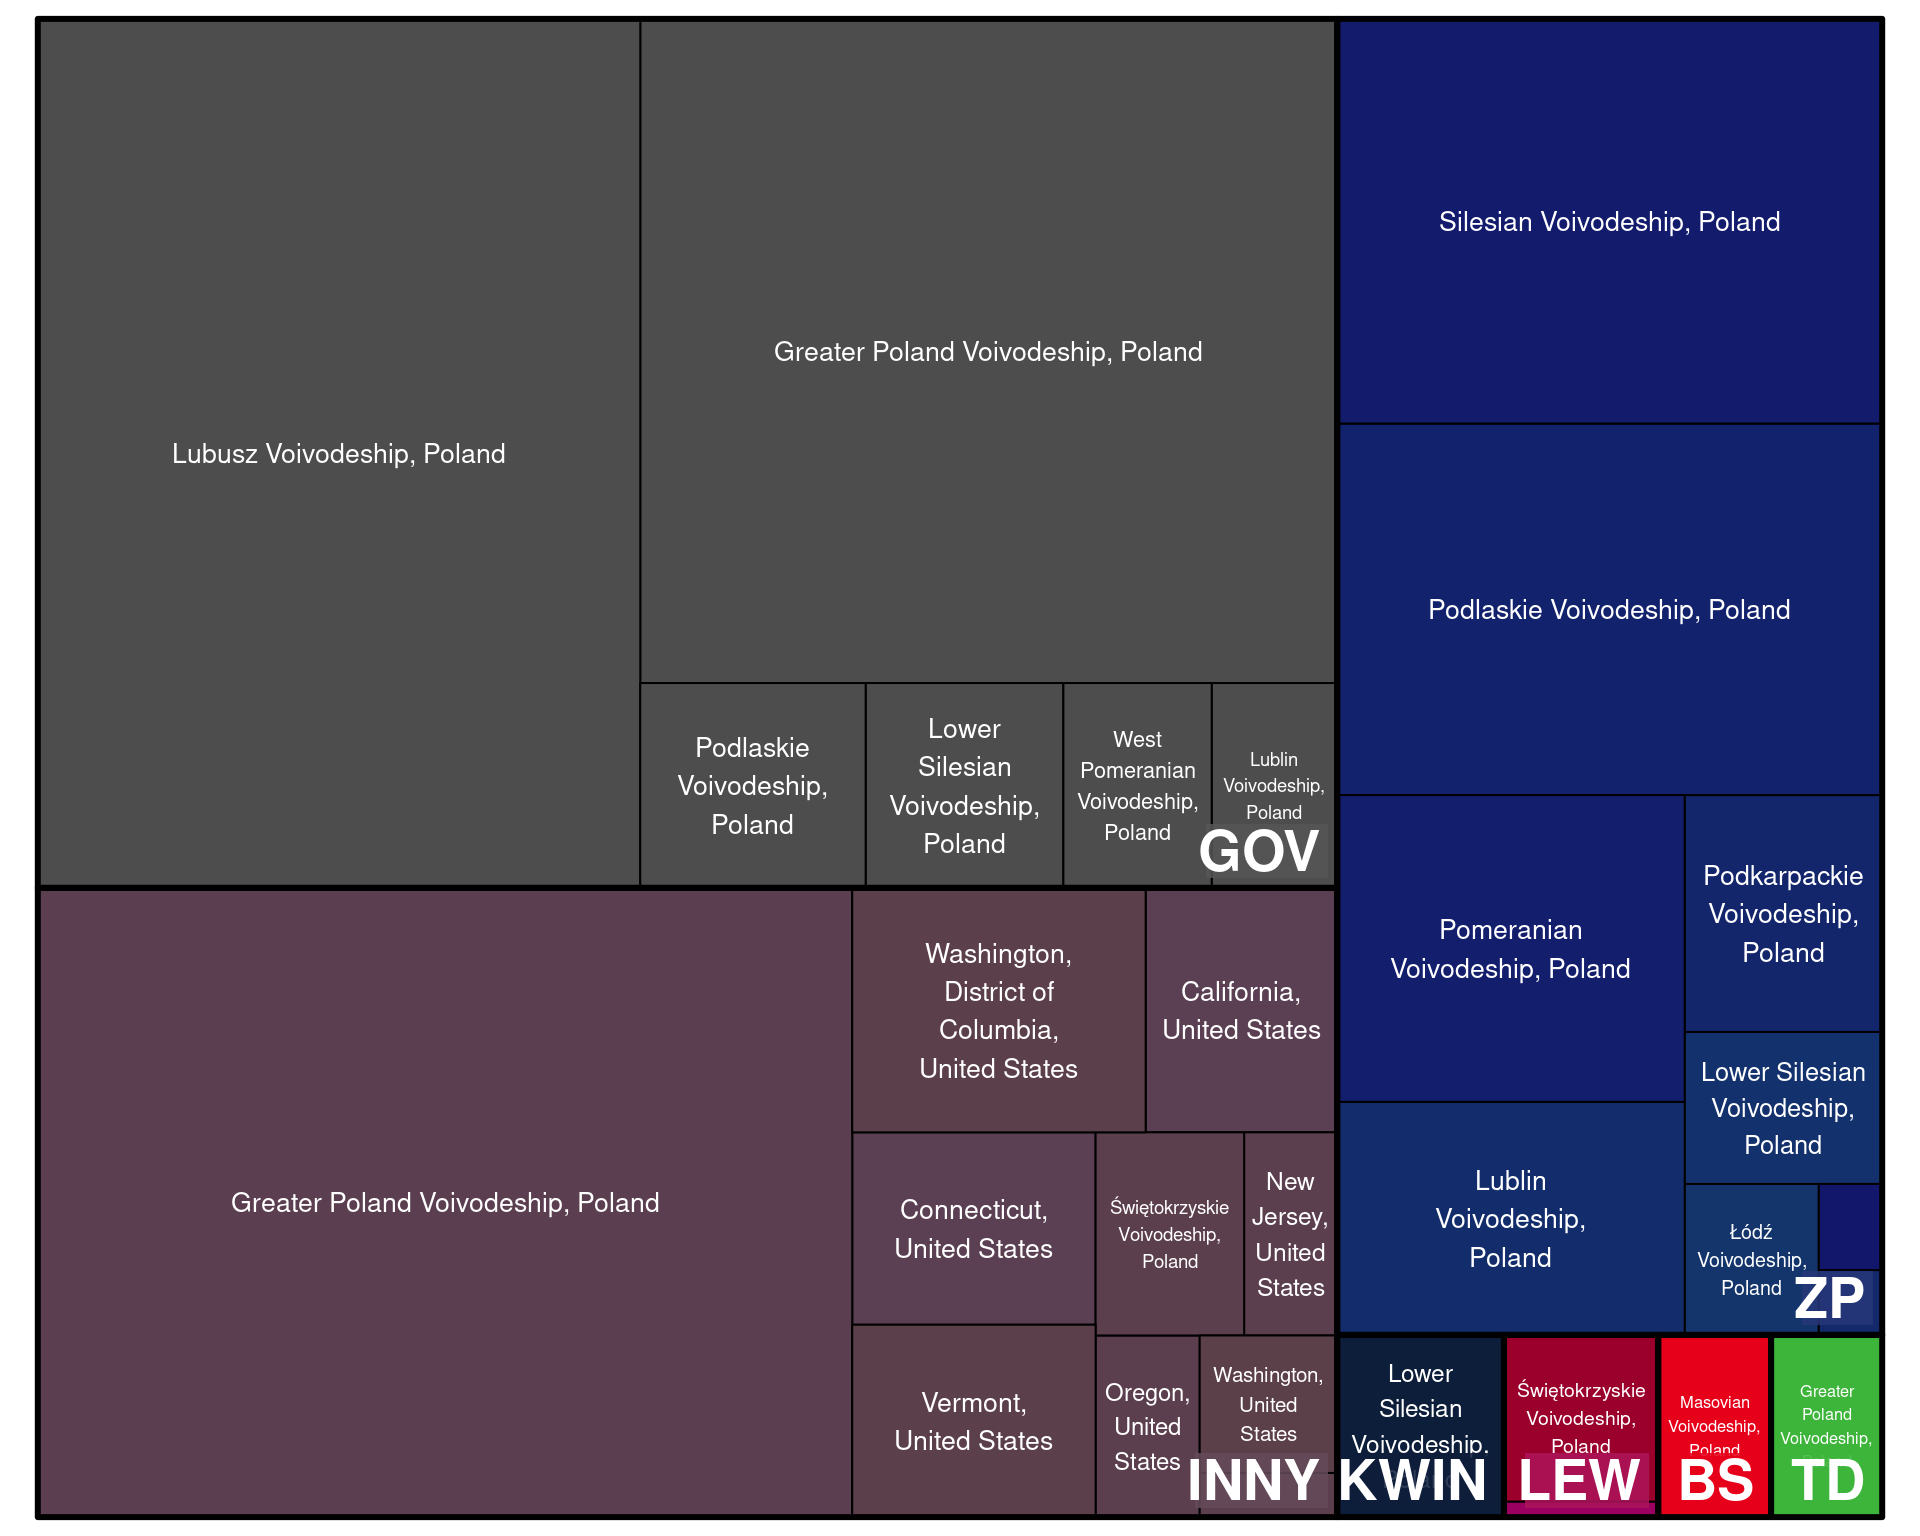 Lubusz Voivodeship, Poland
Greater Poland Voivodeship, Poland
Podlaskie
Voivodeship,
Poland
Lower
Silesian
Voivodeship,
Poland
West
Pomeranian
Voivodeship,
Poland
Lublin
Voivodeship,
Poland
GOV
Silesian Voivodeship, Poland
Podlaskie Voivodeship, Poland
Pomeranian
Voivodeship, Poland
Podkarpackie
Voivodeship,
Poland
Lower Silesian
Voivodeship,
Poland
Lublin
Voivodeship,
Poland
Łódź
Voivodeship,
Poland
ZP
Greater Poland Voivodeship, Poland
Washington,
District of
Columbia,
United States
California,
United States
Connecticut,
United States
Świętokrzyskie
Voivodeship,
Poland
New
Jersey,
United
States
Vermont,
United States
Oregon,
United
States
Washington,
United
States
INNY
Lower
Silesian
Voivodeship,
KWIN
Świętokrzyskie
Voivodeship,
Poland
LEW
Masovian
Voivodeship,
Poland
BS
Greater
Poland
Voivodeship,
TD